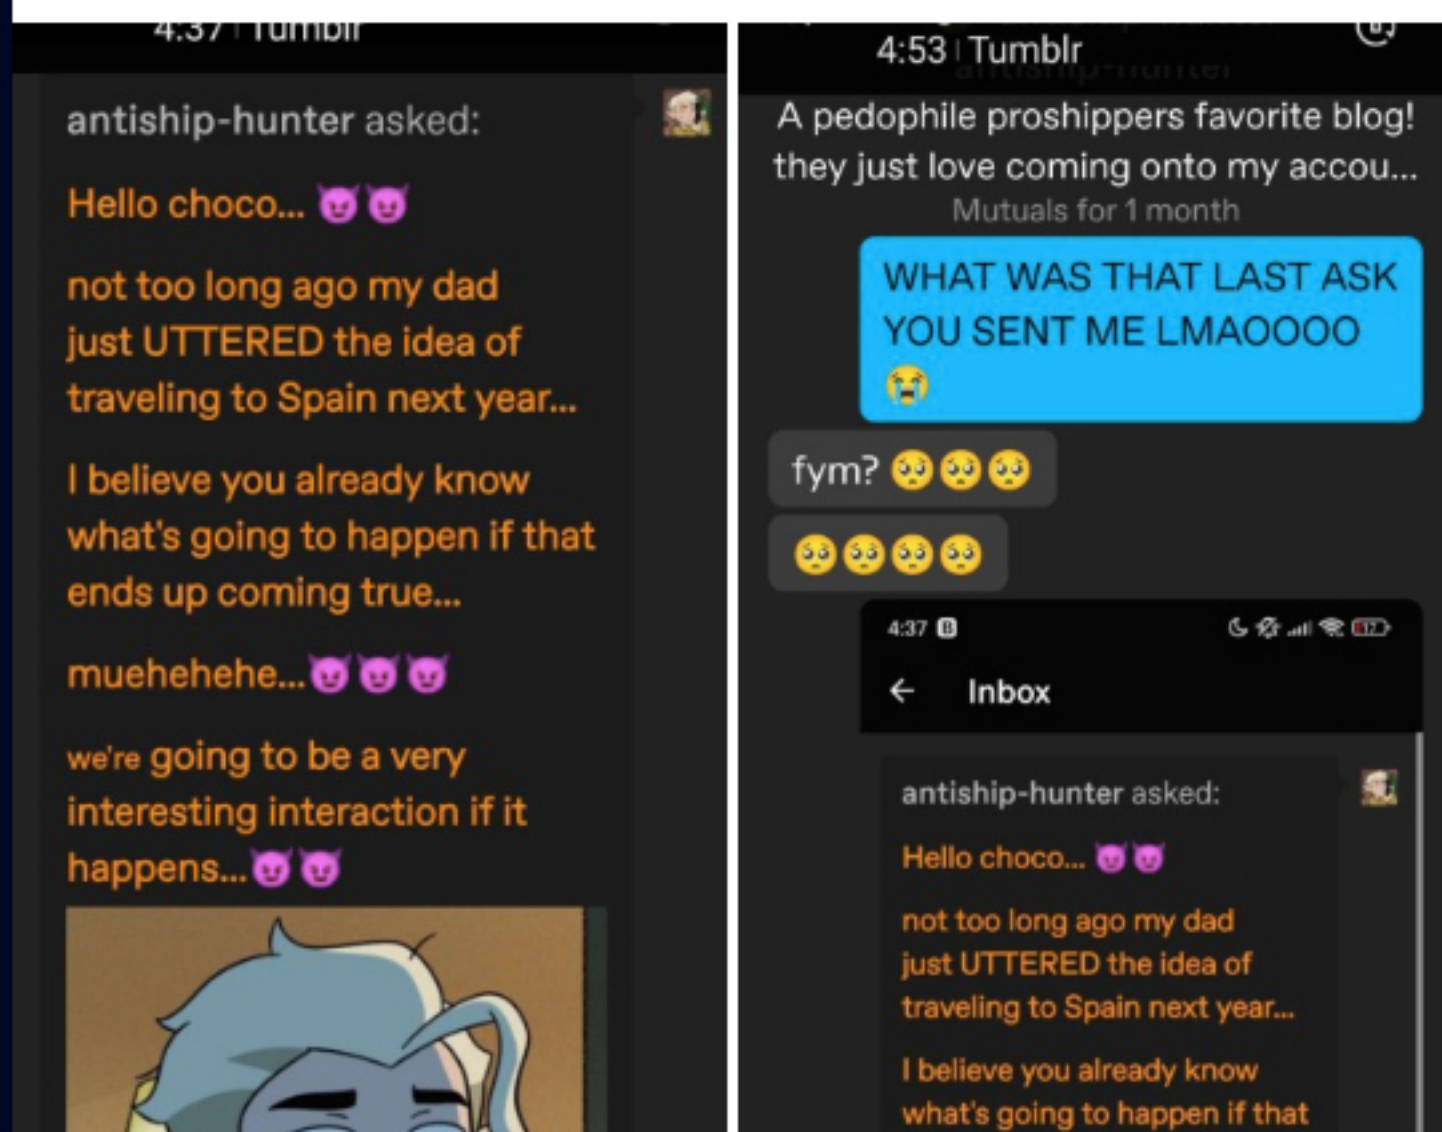 4:37 | Tumblr
antiship-hunter asked:
Hello choco... 😈😈
not too long ago my dad
just UTTERED the idea of
traveling to Spain next year...
I believe you already know
what's going to happen if that
ends up coming true...
muehehehe...😈😈😈
we're going to be a very
interesting interaction if it
happens...😈😈
4:53 | Tumblr
antiship-hunter
A pedophile proshippers favorite blog!
they just love coming onto my accou...
Mutuals for 1 month
WHAT WAS THAT LAST ASK
YOU SENT ME LMAOOOO
😭
fym? 🥺🥺🥺
🥺🥺🥺🥺
4:37 B
17
← Inbox
antiship-hunter asked:
Hello choco... 😈😈
not too long ago my dad
just UTTERED the idea of
traveling to Spain next year...
I believe you already know
what's going to happen if that